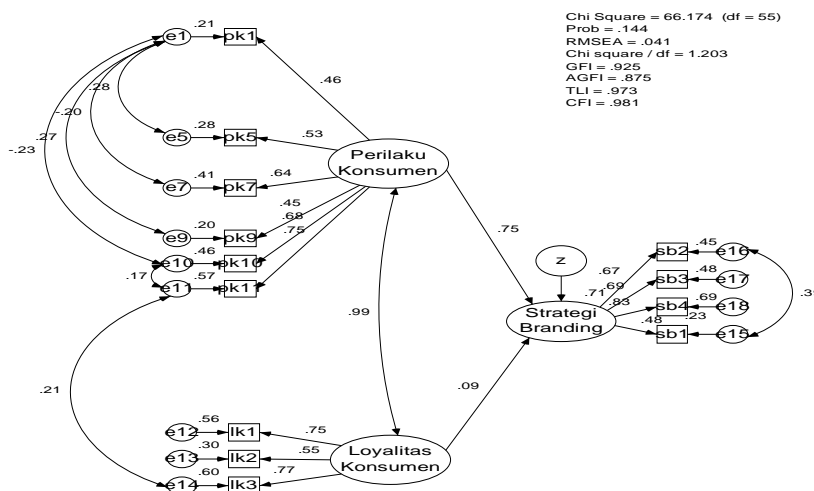 Chi Square = 66.174 (df = 55)
Prob = .144
RMSEA = .041
Chi square / df = 1.203
GFI = .925
AGFI = .875
TLI = .973
CFI = .981
.21
e1
pk1
.46
.28
-.20
.27
-.23
.28
e5
pk5
.53
.41
e7
pk7
.64
Perilaku
Konsumen
.45
.68
.75
.20
e9
pk9
.46
e10
pk10
.17
.57
e11
pk11
.75
z
.99
.67
.69
.71
.83
.48
Strategi
Branding
sb2
.45
e16
sb3
.48
e17
sb4
.69
e18
sb1
.23
e15
.09
.21
.56
e12
lk1
.75
.30
e13
lk2
.55
.60
e14
lk3
.77
Loyalitas
Konsumen